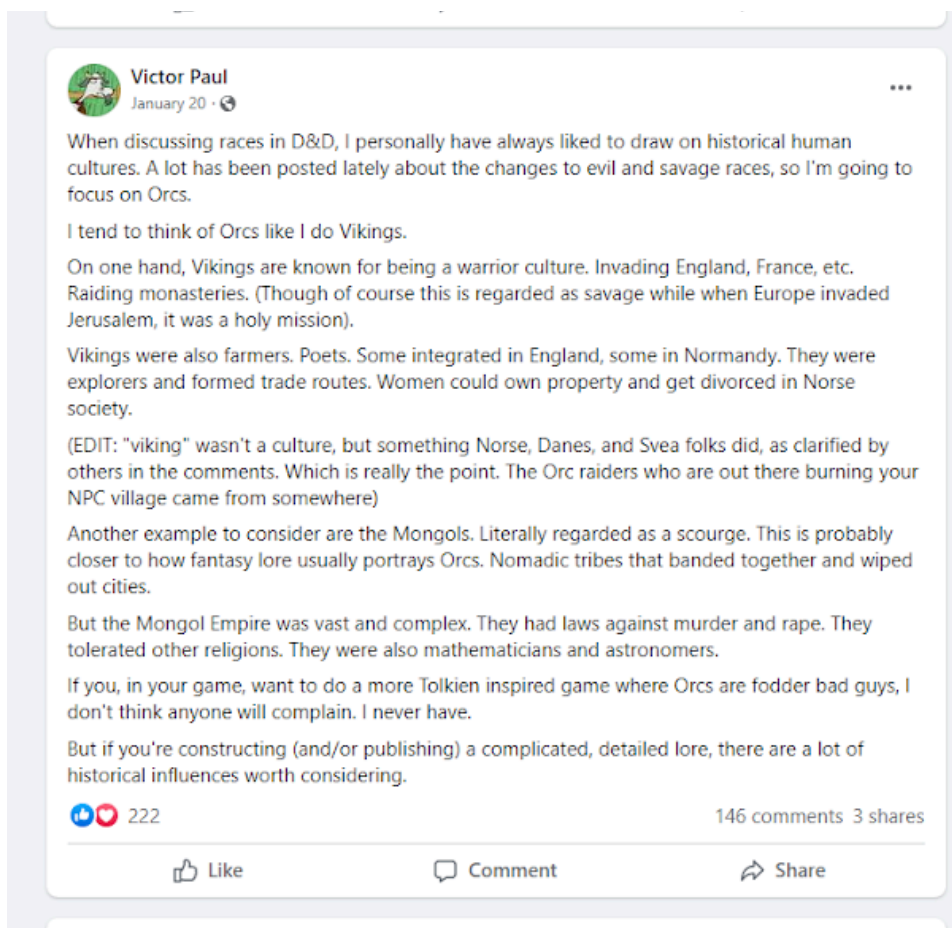 Victor Paul
January 20 ·
When discussing races in D&D, I personally have always liked to draw on historical human
cultures. A lot has been posted lately about the changes to evil and savage races, so I'm going to
focus on Orcs.
I tend to think of Orcs like I do Vikings.
On one hand, Vikings are known for being a warrior culture. Invading England, France, etc.
Raiding monasteries. (Though of course this is regarded as savage while when Europe invaded
Jerusalem, it was a holy mission).
Vikings were also farmers. Poets. Some integrated in England, some in Normandy. They were
explorers and formed trade routes. Women could own property and get divorced in Norse
society.
(EDIT: "viking" wasn't a culture, but something Norse, Danes, and Svea folks did, as clarified by
others in the comments. Which is really the point. The Orc raiders who are out there burning your
NPC village came from somewhere)
Another example to consider are the Mongols. Literally regarded as a scourge. This is probably
closer to how fantasy lore usually portrays Orcs. Nomadic tribes that banded together and wiped
out cities.
But the Mongol Empire was vast and complex. They had laws against murder and rape. They
tolerated other religions. They were also mathematicians and astronomers.
If you, in your game, want to do a more Tolkien inspired game where Orcs are fodder bad guys, I
don't think anyone will complain. I never have.
But if you're constructing (and/or publishing) a complicated, detailed lore, there are a lot of
historical influences worth considering.
222 146 comments 3 shares
Like Comment Share